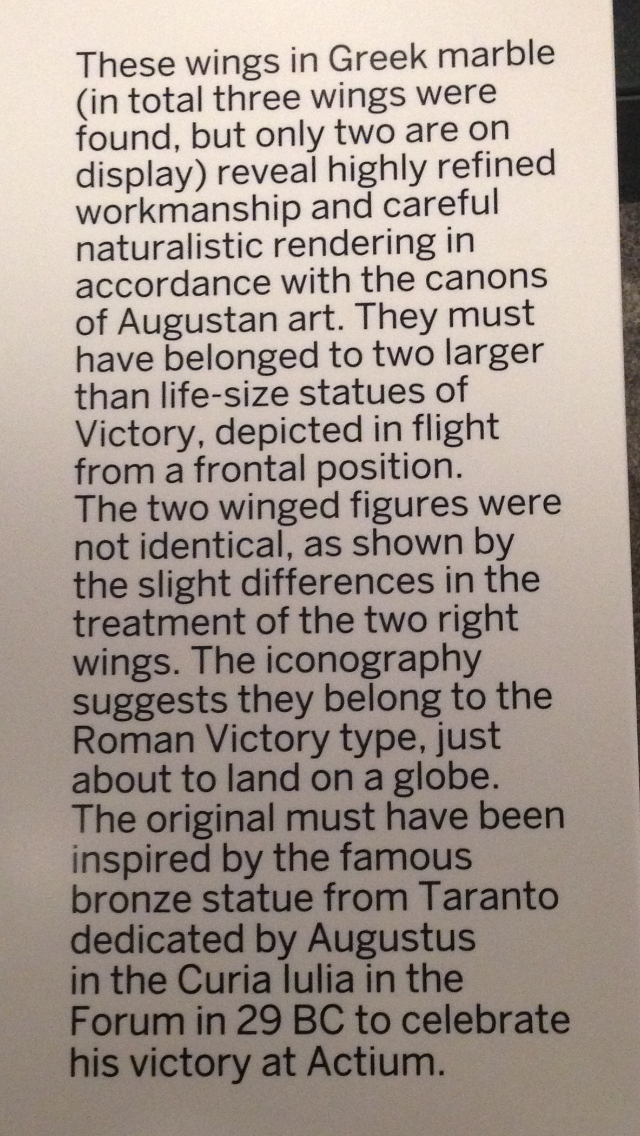 These wings in Greek marble
(in total three wings were
found, but only two are on
display) reveal highly refined
workmanship and careful
naturalistic rendering in
accordance with the canons
of Augustan art. They must
have belonged to two larger
than life-size statues of
Victory, depicted in flight
from a frontal position.
The two winged figures were
not identical, as shown by
the slight differences in the
treatment of the two right
wings. The iconography
suggests they belong to the
Roman Victory type, just
about to land on a globe.
The original must have been
inspired by the famous
bronze statue from Taranto
dedicated by Augustus
in the Curia Iulia in the
Forum in 29 BC to celebrate
his victory at Actium.